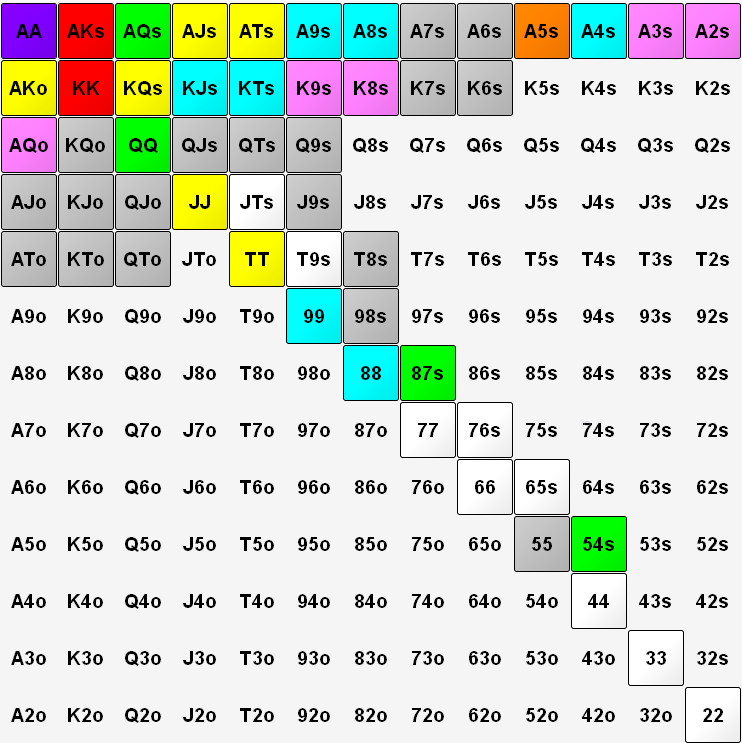 AA AKs AQs AJs ATs A9s A8s A7s A6s A5s A4s A3s A2s
AKo KK KQs KJs KTs K9s K8s K7s K6s K5s K4s K3s K2s
AQo KQo QQ QJs QTs Q9s Q8s Q7s Q6s Q5s Q4s Q3s Q2s
AJo KJo QJo JJ JTs J9s J8s J7s J6s J5s J4s J3s J2s
ATo KTo QTo JTo TT T9s T8s T7s T6s T5s T4s T3s T2s
A9o K9o Q9o J9o T9o 99 98s 97s 96s 95s 94s 93s 92s
A8o K8o Q8o J8o T8o 98o 88 87s 86s 85s 84s 83s 82s
A7o K7o Q7o J7o T7o 97o 87o 77 76s 75s 74s 73s 72s
A6o K6o Q6o J6o T6o 96o 86o 76o 66 65s 64s 63s 62s
A5o K5o Q5o J5o T5o 95o 85o 75o 65o 55 54s 53s 52s
A4o K4o Q4o J4o T4o 94o 84o 74o 64o 54o 44 43s 42s
A3o K3o Q3o J3o T3o 93o 83o 73o 63o 53o 43o 33 32s
A2o K2o Q2o J2o T2o 92o 82o 72o 62o 52o 42o 32o 22